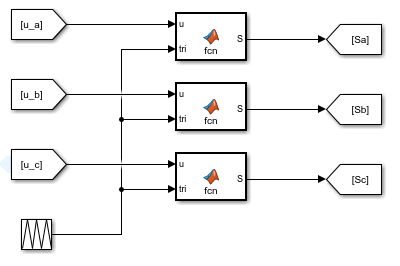 [u_a] u tri fcn S [Sa]
[u_b] u tri fcn S [Sb]
[u_c] u tri fcn S [Sc]